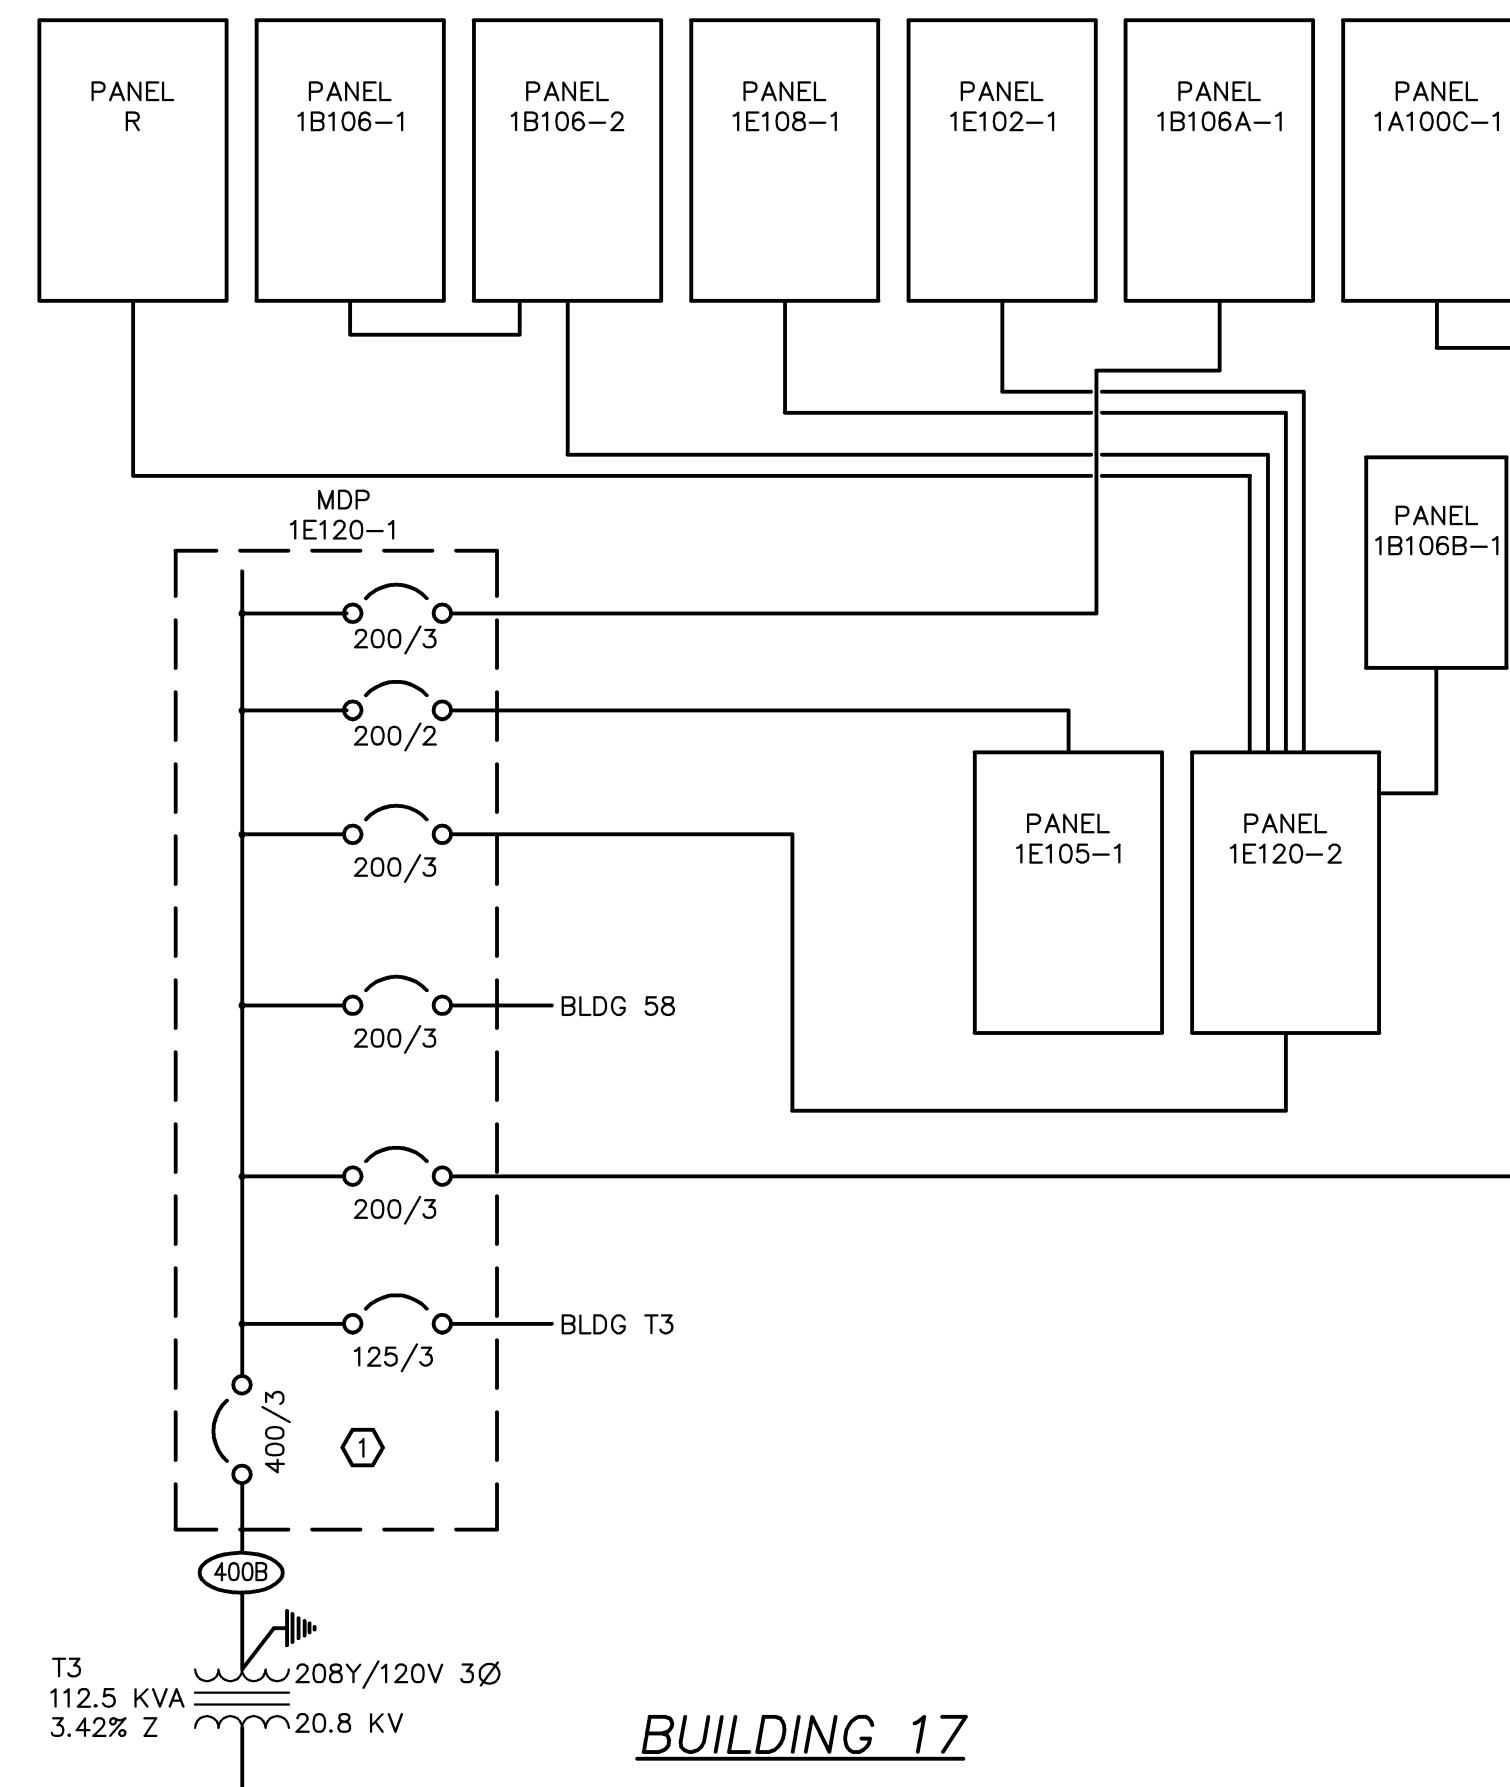 PANEL
R
PANEL
1B106-1
PANEL
1B106-2
PANEL
1E108-1
PANEL
1E102-1
PANEL
1B106A-1
PANEL
1A100C-1
MDP
1E120-1
PANEL
1B106B-1
200/3
200/2
200/3
PANEL
1E105-1
PANEL
1E120-2
200/3
BLDG 58
200/3
125/3
BLDG T3
400/3
1
400B
T3
112.5 KVA
3.42% Z
208Y/120V 3Ø
20.8 KV
BUILDING 17